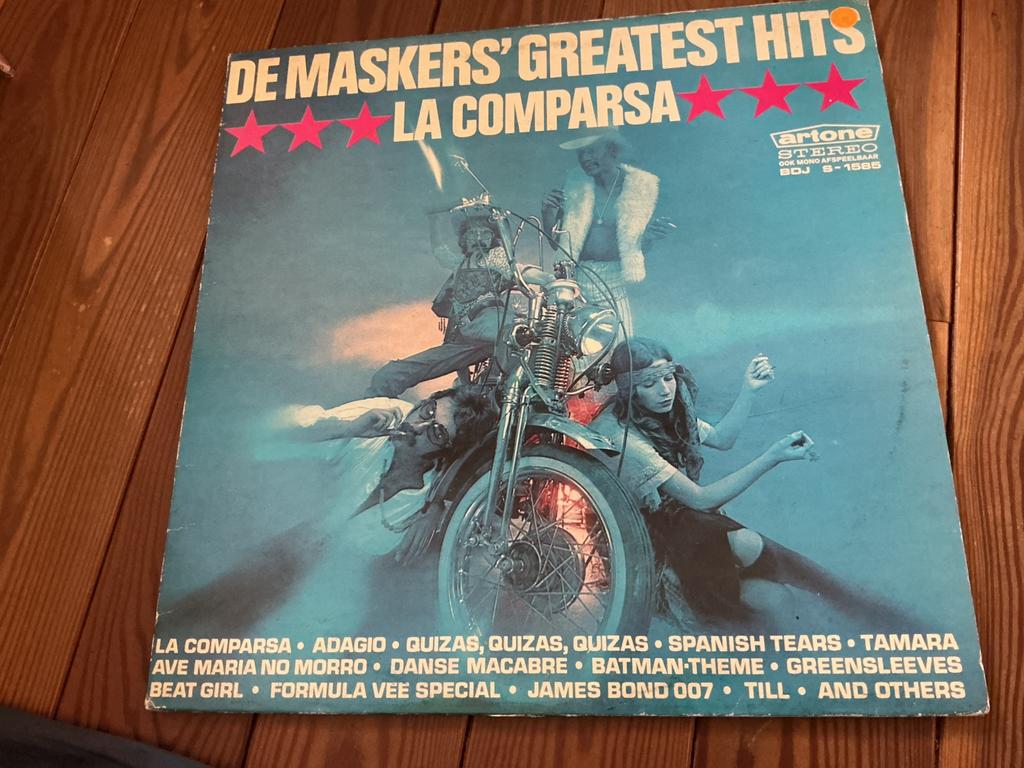 DE MASKERS' GREATEST HITS
LA COMPARSA
artone
STEREO
OOK MONO AFSPEELBAAR
BDJ S-1585
LA COMPARSA • ADAGIO • QUIZAS, QUIZAS, QUIZAS • SPANISH TEARS • TAMARA
AVE MARIA NO MORRO • DANSE MACABRE • BATMAN-THEME • GREENSLEEVES
BEAT GIRL • FORMULA VEE SPECIAL • JAMES BOND 007 • TILL • AND OTHERS